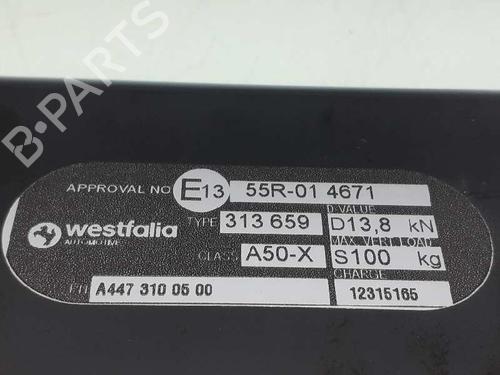 B-PARTS
APPROVAL NO E13 55R-01 4671
D VALUE
westfalia TYPE 313 659 D13,8 kN
AUTOMOTIVE MAX VERT LOAD
CLASS A50-X S100 kg
CHARGE
A447 310 05 00 12315165